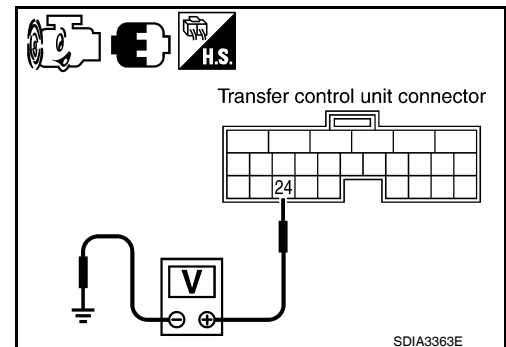 H.S.
Transfer control unit connector
24
V
− +
SDIA3363E